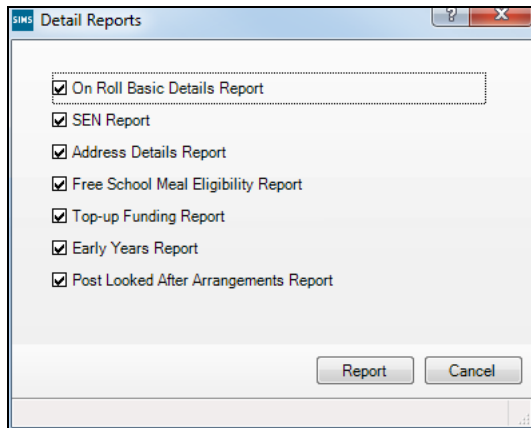 SIMS Detail Reports
?
On Roll Basic Details Report
SEN Report
Address Details Report
Free School Meal Eligibility Report
Top-up Funding Report
Early Years Report
Post Looked After Arrangements Report
Report Cancel